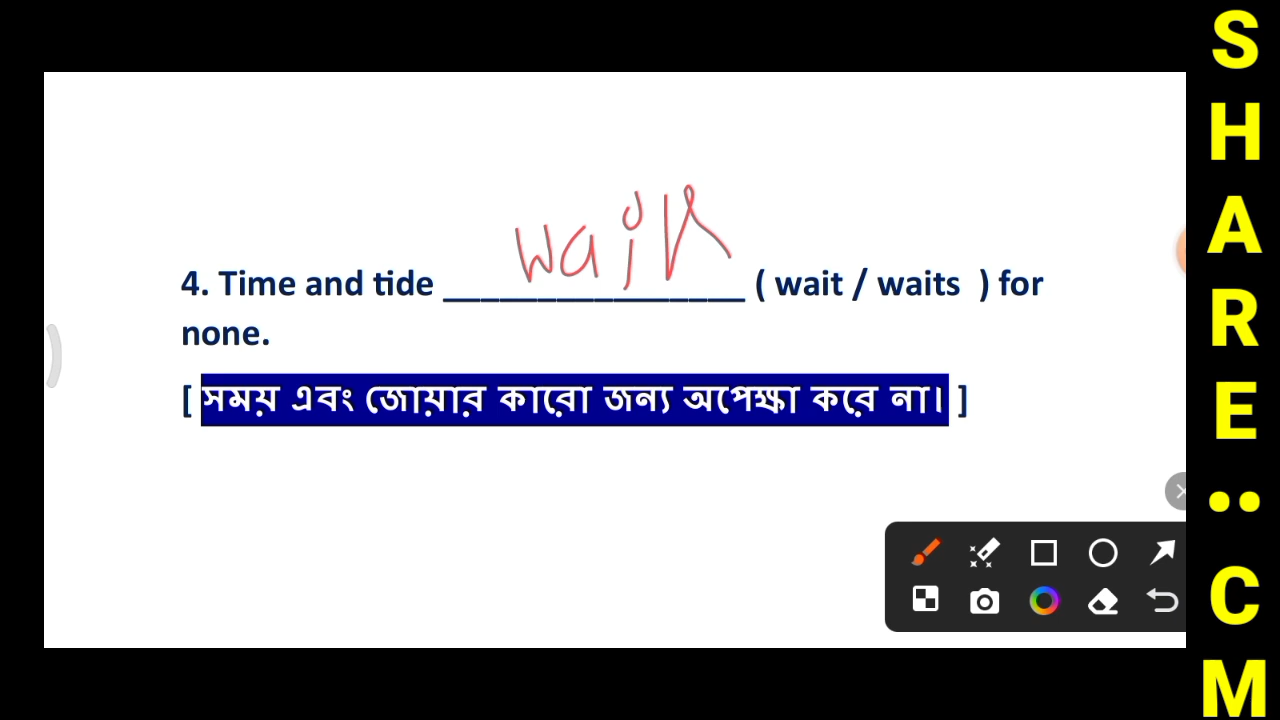 wait
4. Time and tide ________________ ( wait / waits ) for
none.
[ সময় এবং জোয়ার কারো জন্য অপেক্ষা করে না। ]
SHARE..CM